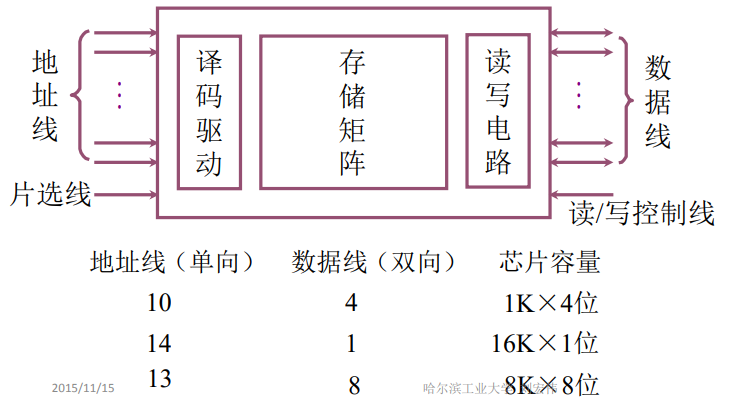 地址线
译码驱动
存储矩阵
读写电路
数据线
片选线
读/写控制线
地址线（单向） 数据线（双向） 芯片容量
10 4 1K×4位
14 1 16K×1位
13 8 8K×8位
2015/11/15 哈尔滨工业大学